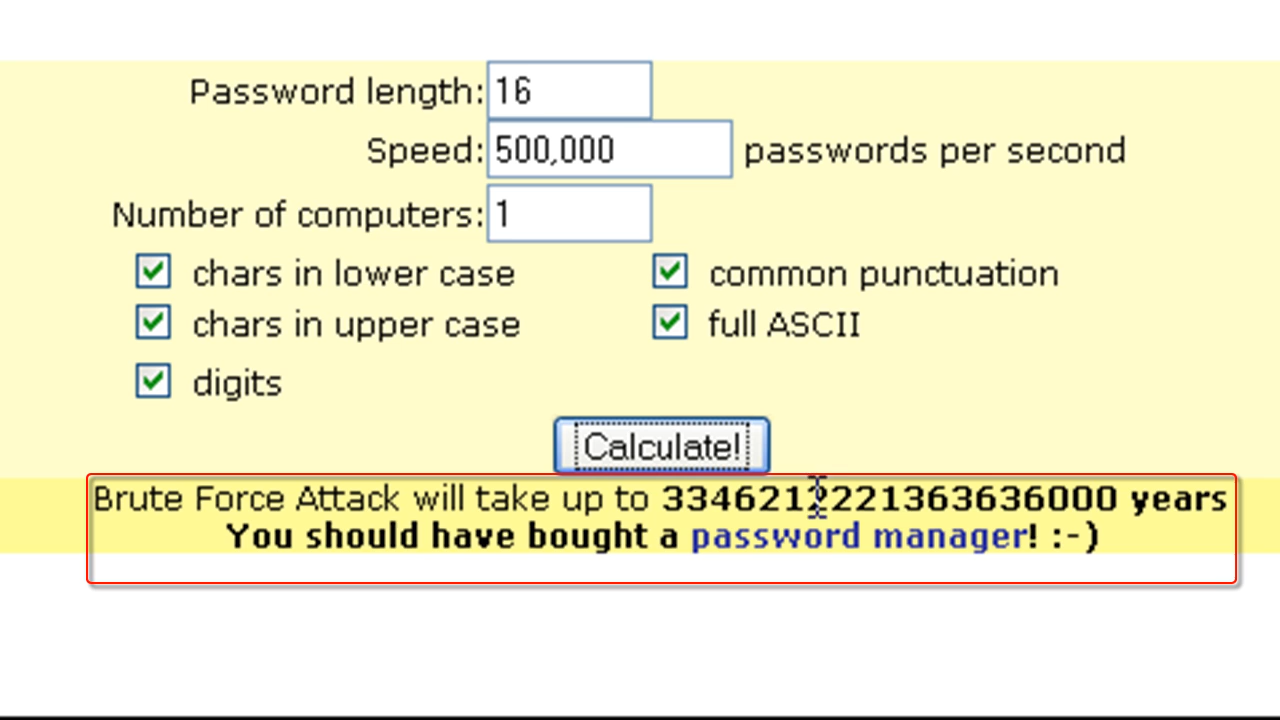 Password length: 16
Speed: 500,000 passwords per second
Number of computers: 1
chars in lower case common punctuation
chars in upper case full ASCII
digits
Calculate!
Brute Force Attack will take up to 3346212221363636000 years
You should have bought a password manager! :-)